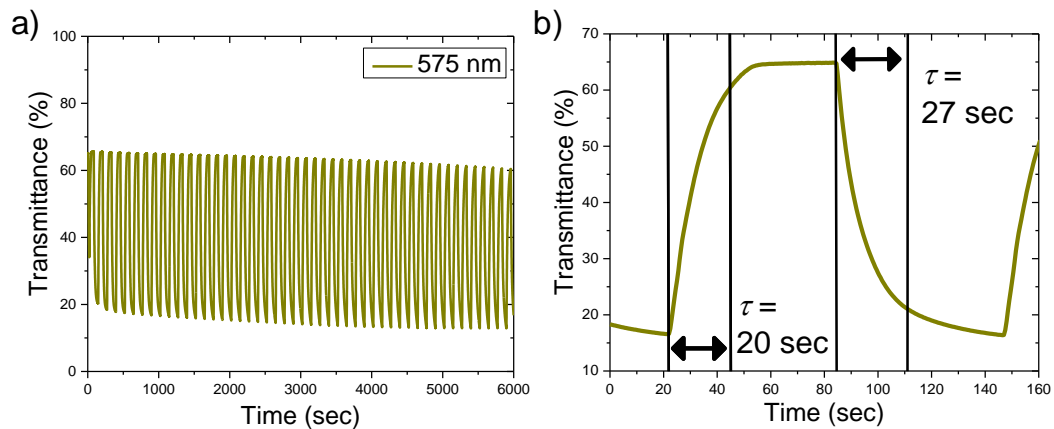 a)
100
80
60
40
20
0
Transmittance (%)
575 nm
0 1000 2000 3000 4000 5000 6000
Time (sec)
b)
70
60
50
40
30
20
10
Transmittance (%)
τ =
27 sec
τ =
20 sec
0 20 40 60 80 100 120 140 160
Time (sec)